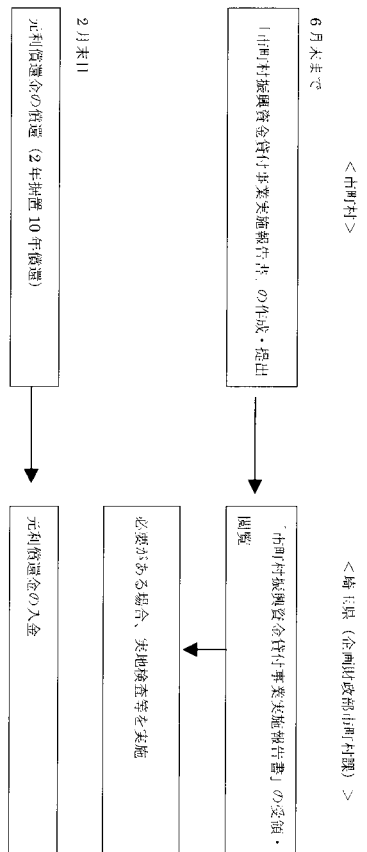 ＜市町村＞
＜埼玉県（企画財政部市町村課）＞
6月末まで
「市町村振興資金貸付事業実施報告書」の作成・提出
「市町村振興資金貸付事業実施報告書」の受領・
閲覧
必要がある場合、実地検査等を実施
2月末日
元利償還金の償還（2年据置10年償還）
元利償還金の入金